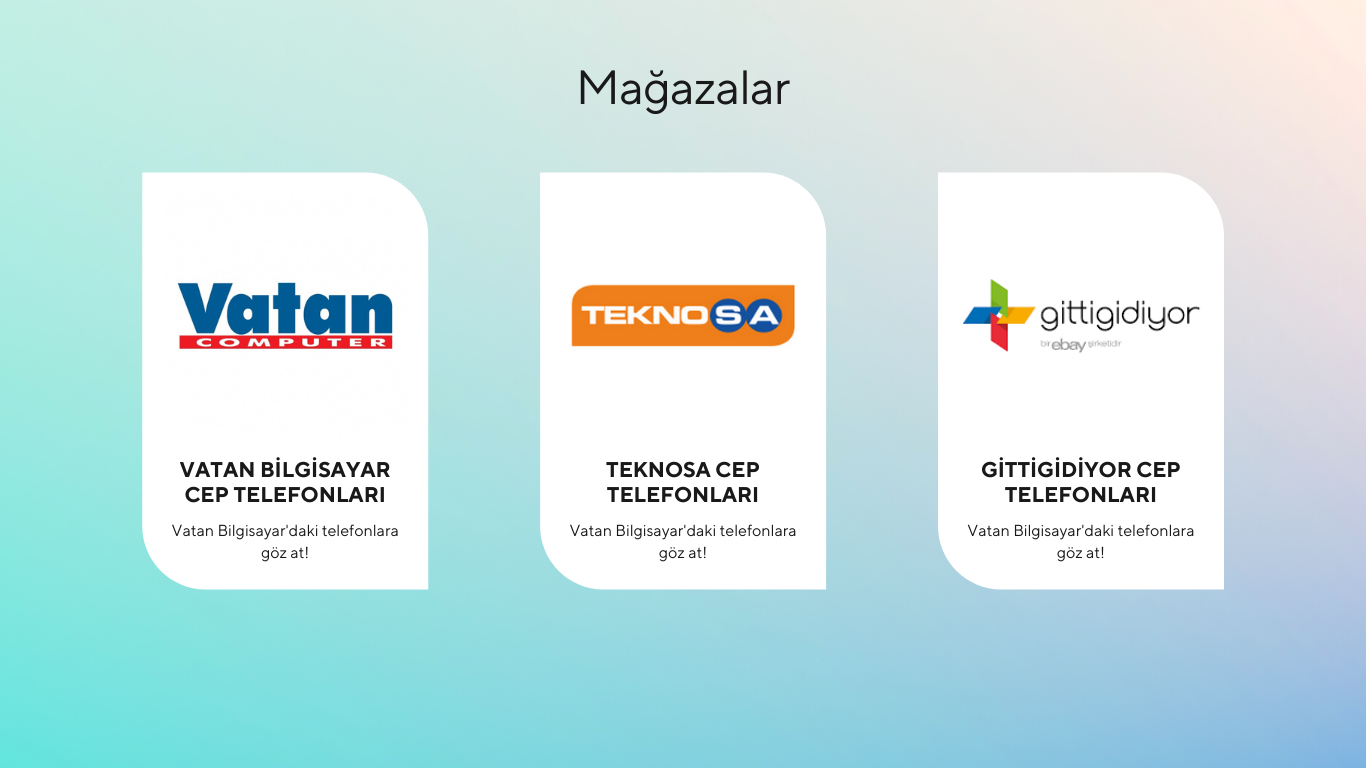 Mağazalar
Vatan
COMPUTER
VATAN BİLGİSAYAR
CEP TELEFONLARI
Vatan Bilgisayar'daki telefonlara
göz at!
TEKNOSA
TEKNOSA CEP
TELEFONLARI
Vatan Bilgisayar'daki telefonlara
göz at!
gittigidiyor
bir ebay şirketidir
GİTTİGİDİYOR CEP
TELEFONLARI
Vatan Bilgisayar'daki telefonlara
göz at!